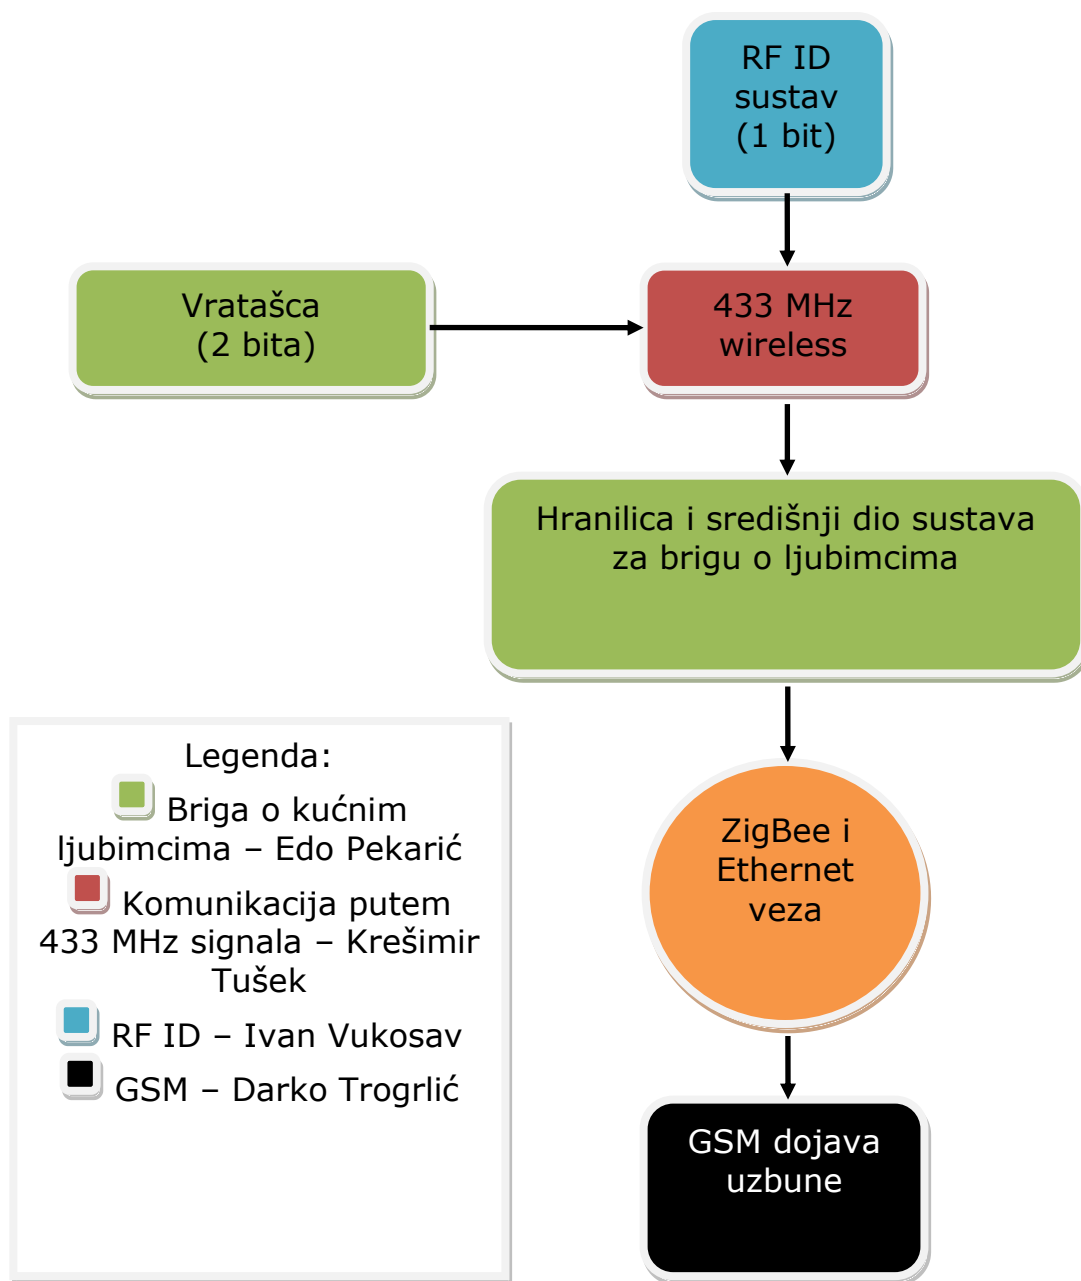 RF ID
sustav
(1 bit)
Vratašca
(2 bita)
433 MHz
wireless
Hranilica i središnji dio sustava
za brigu o ljubimcima
Legenda:
Briga o kućnim
ljubimcima – Edo Pekarić
Komunikacija putem
433 MHz signala – Krešimir
Tušek
RF ID – Ivan Vukosav
GSM – Darko Trogrlić
ZigBee i
Ethernet
veza
GSM dojava
uzbune